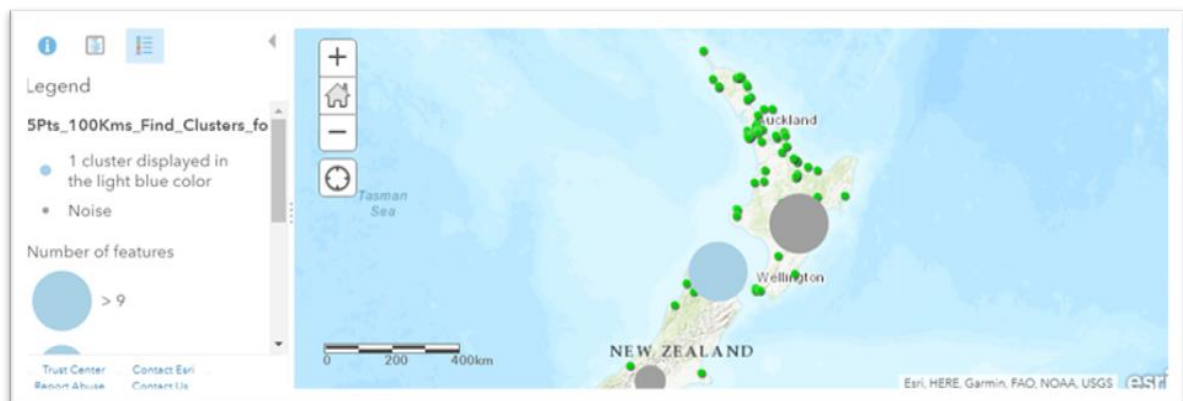 Legend
5Pts_100Kms_Find_Clusters_fo
1 cluster displayed in
the light blue color
Noise
Number of features
> 9
Trust Center Contact Esri
Report Abuse Contact Us
+
−
Tasman
Sea
Auckland
Wellington
NEW ZEALAND
0 200 400km
Esri, HERE, Garmin, FAO, NOAA, USGS
esri